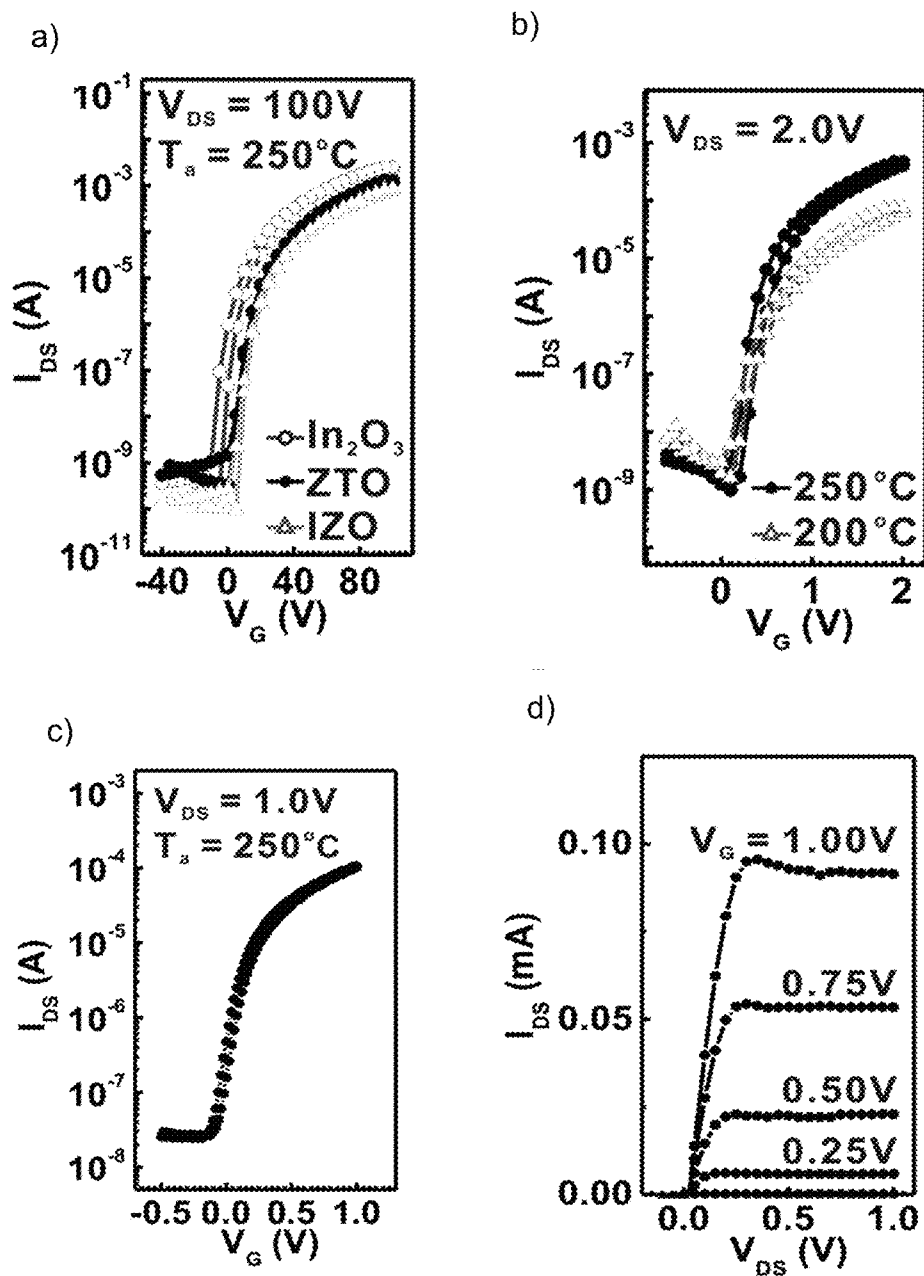 a)
V_DS = 100V
T_a = 250°C
10^-1
10^-3
10^-5
10^-7
10^-9
10^-11
I_DS (A)
In₂O₃
ZTO
IZO
-40 0 40 80
V_G (V)
b)
V_DS = 2.0V
10^-3
10^-5
10^-7
10^-9
I_DS (A)
250°C
200°C
0 1 2
V_G (V)
c)
V_DS = 1.0V
T_a = 250°C
10^-3
10^-4
10^-5
10^-6
10^-7
10^-8
I_DS (A)
-0.5 0.0 0.5 1.0
V_G (V)
d)
V_G = 1.00V
0.75V
0.50V
0.25V
0.10
0.05
0.00
I_DS (mA)
0.0 0.5 1.0
V_DS (V)